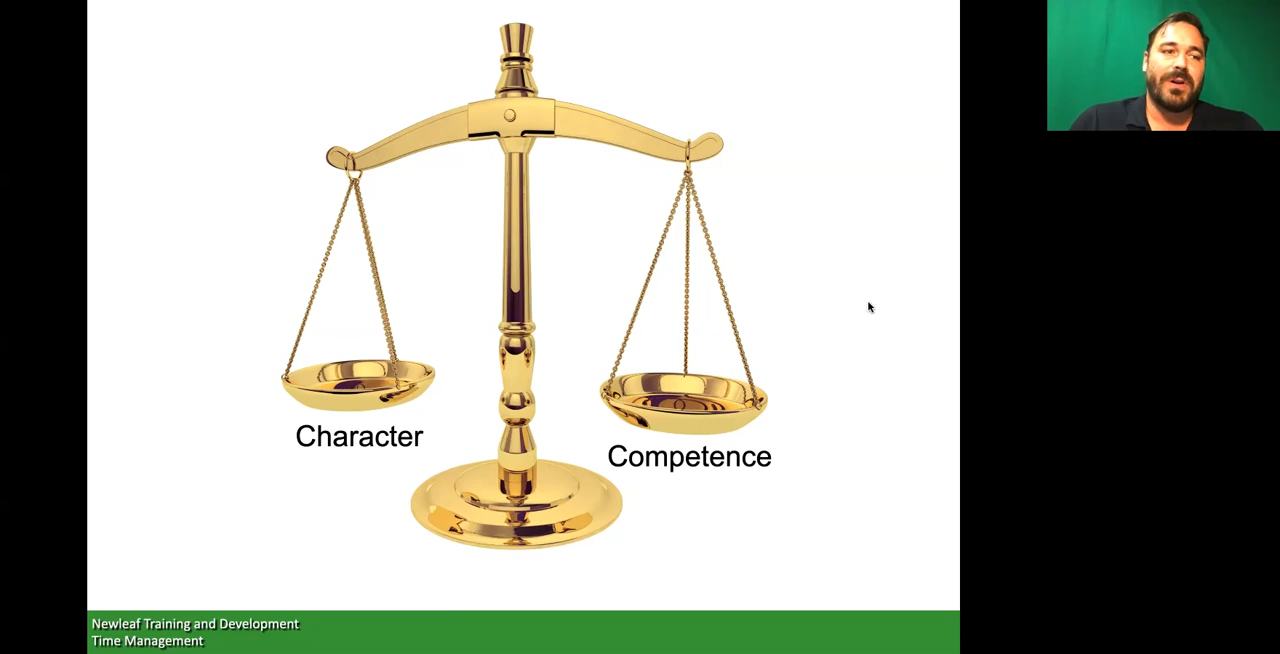 Character
Competence
Newleaf Training and Development
Time Management